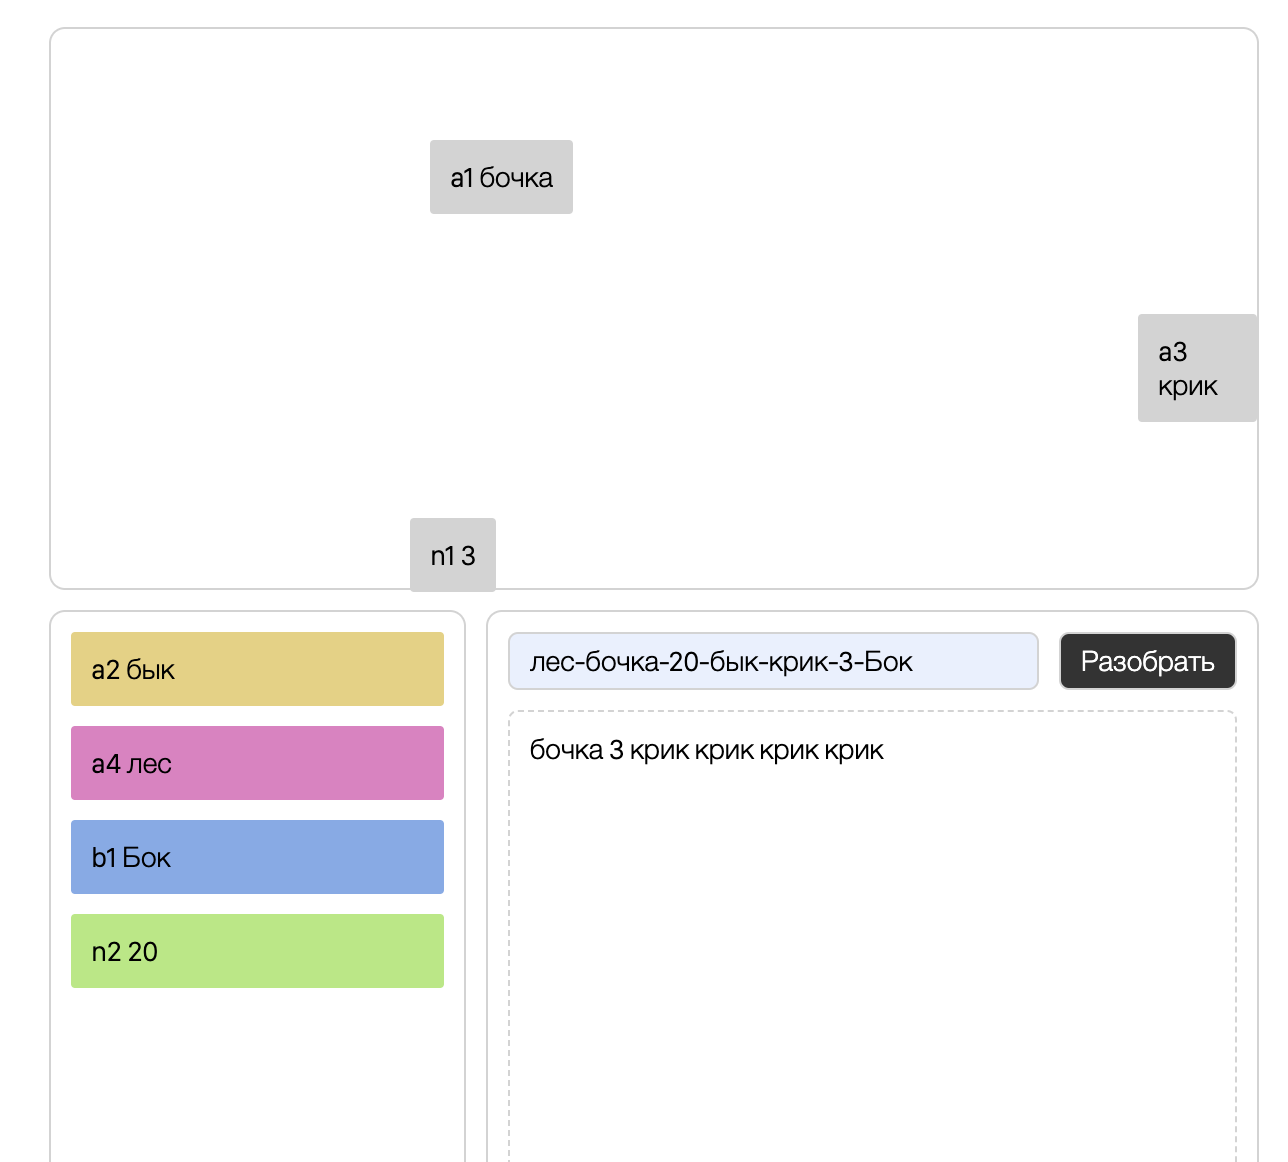 a1 бочка
a3
крик
n1 3
a2 бык
a4 лес
b1 Бок
n2 20
лес-бочка-20-бык-крик-3-Бок
Разобрать
бочка 3 крик крик крик крик